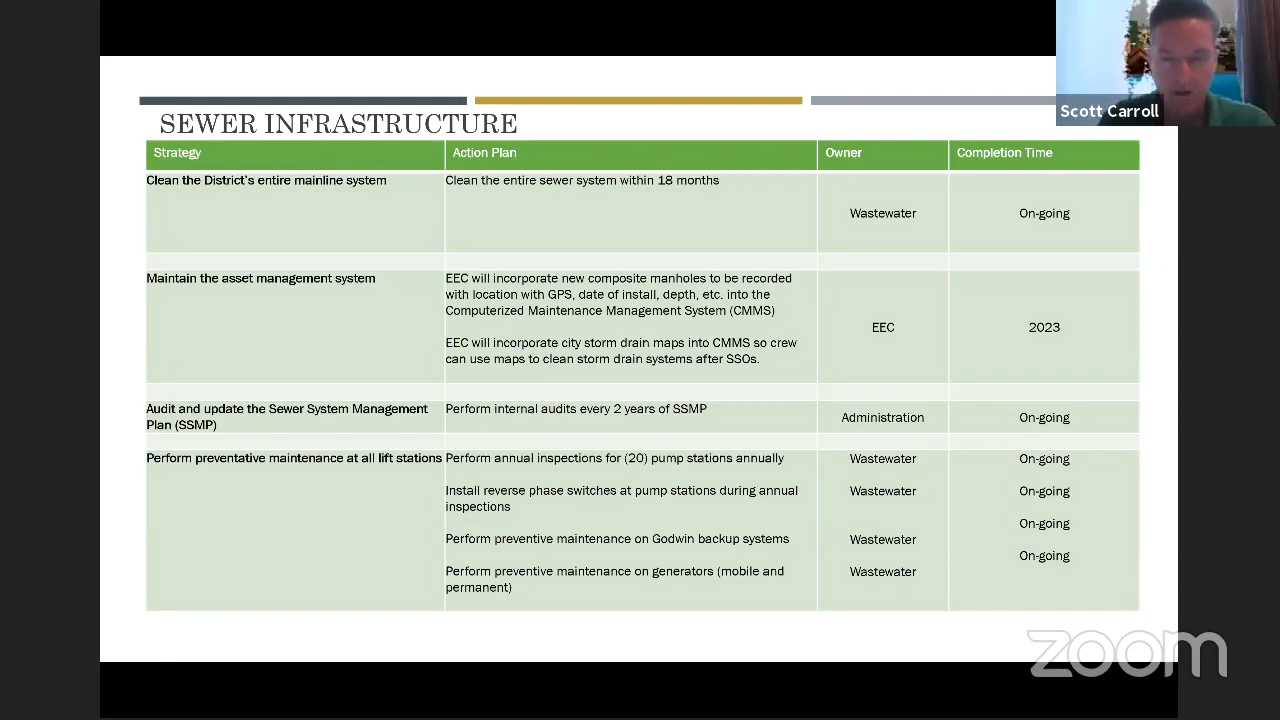 Scott Carroll
SEWER INFRASTRUCTURE
Strategy
Action Plan
Owner
Completion Time
Clean the District's entire mainline system
Clean the entire sewer system within 18 months
Wastewater
On-going
Maintain the asset management system
EEC will incorporate new composite manholes to be recorded
with location with GPS, date of install, depth, etc. into the
Computerized Maintenance Management System (CMMS)
EEC will incorporate city storm drain maps into CMMS so crew
can use maps to clean storm drain systems after SSOs.
EEC
2023
Audit and update the Sewer System Management
Plan (SSMP)
Perform internal audits every 2 years of SSMP
Administration
On-going
Perform preventative maintenance at all lift stations
Perform annual inspections for (20) pump stations annually
Wastewater
On-going
Install reverse phase switches at pump stations during annual
inspections
Wastewater
On-going
Perform preventive maintenance on Godwin backup systems
Wastewater
On-going
Perform preventive maintenance on generators (mobile and
permanent)
Wastewater
On-going
zoom